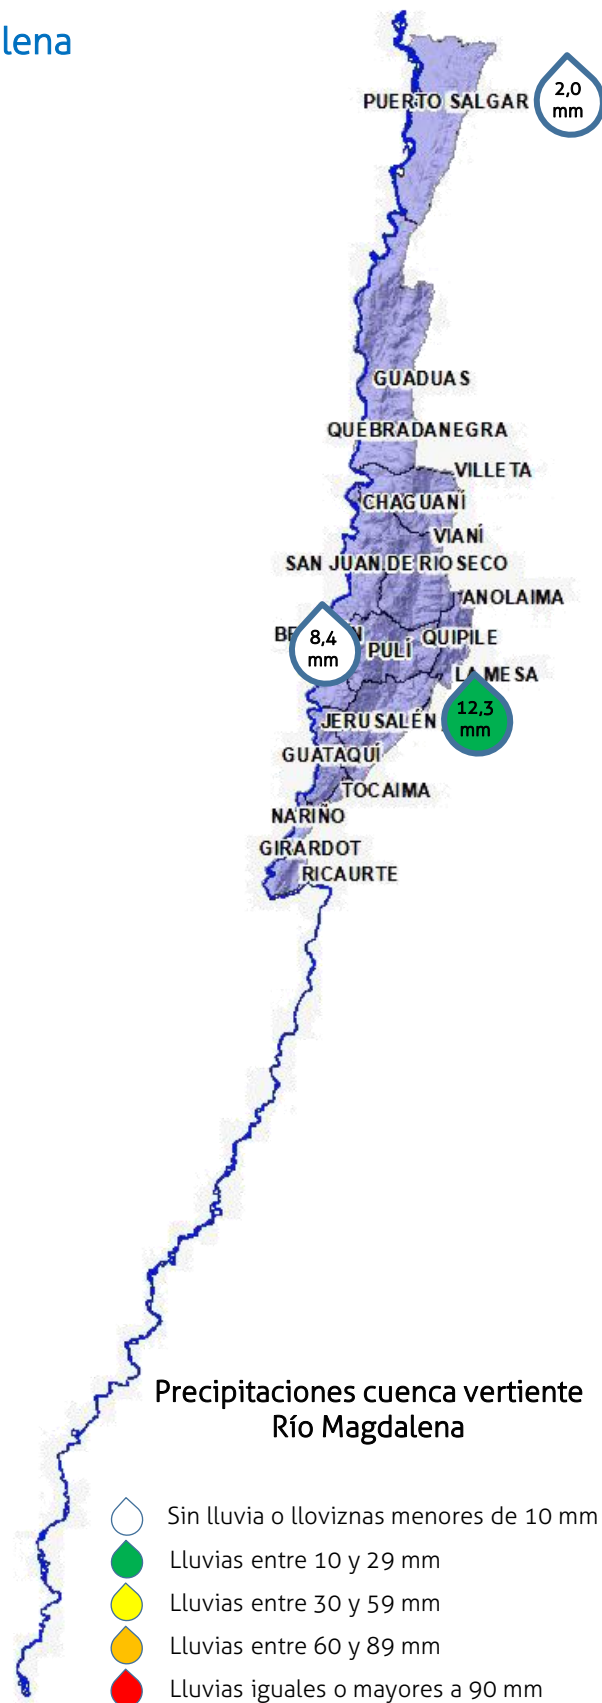 lena
PUERTO SALGAR
2,0
mm
GUADUAS
QUEBRADANEGRA
VILLETA
CHAGUANÍ
VIANÍ
SAN JUAN DE RIO SECO
ANOLAIMA
8,4
mm
PULÍ
QUIPILE
LA MESA
12,3
mm
JERUSALÉN
GUATAQUÍ
TOCAIMA
NARIÑO
GIRARDOT
RICAURTE
Precipitaciones cuenca vertiente
Río Magdalena
Sin lluvia o lloviznas menores de 10 mm
Lluvias entre 10 y 29 mm
Lluvias entre 30 y 59 mm
Lluvias entre 60 y 89 mm
Lluvias iguales o mayores a 90 mm